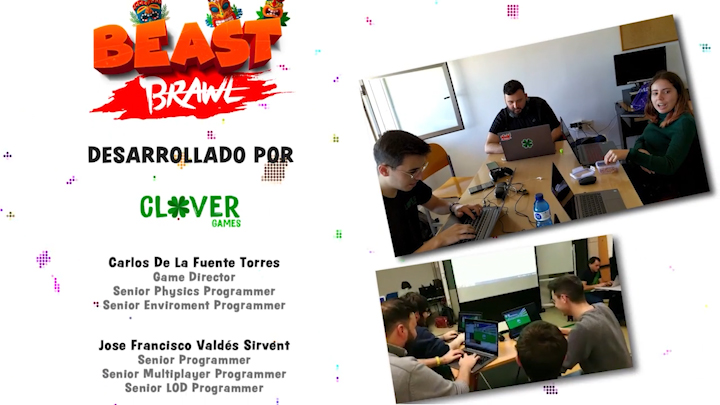 BEAST
BRAWL
DESARROLLADO POR
CLOVER
GAMES
Carlos De La Fuente Torres
Game Director
Senior Physics Programmer
Senior Enviroment Programmer
Jose Francisco Valdés Sirvent
Senior Programmer
Senior Multiplayer Programmer
Senior LOD Programmer